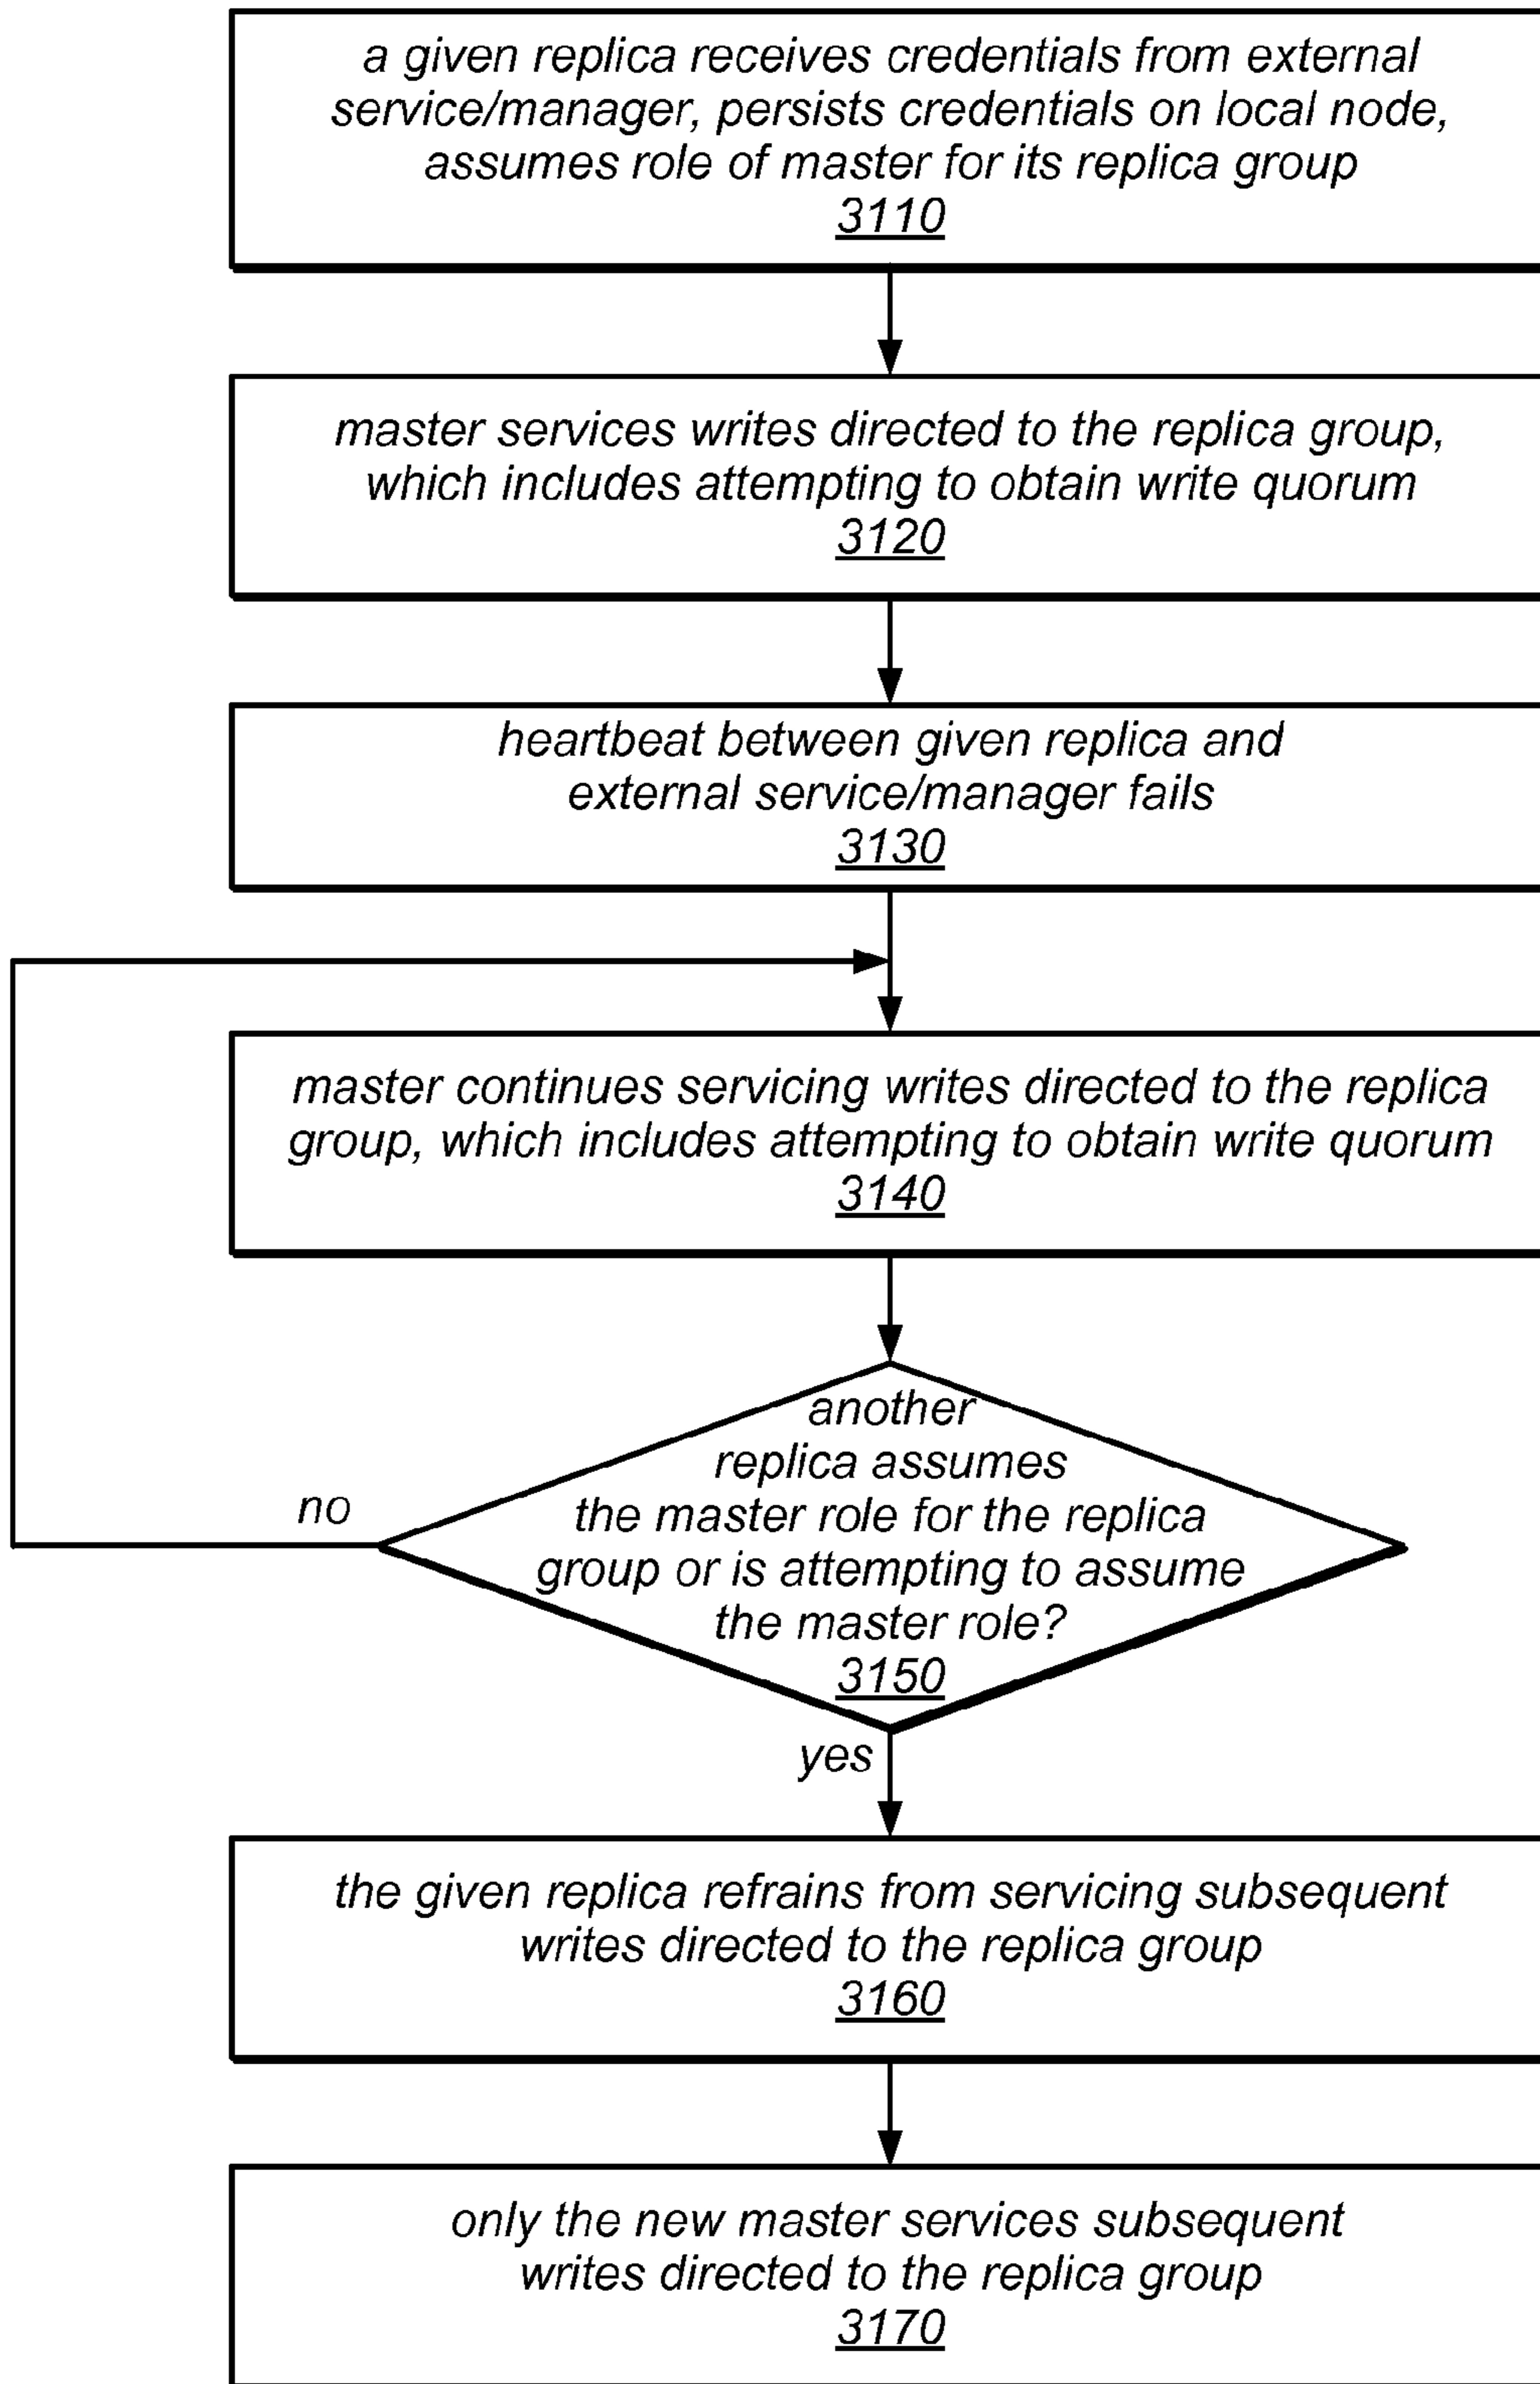 a given replica receives credentials from external
service/manager, persists credentials on local node,
assumes role of master for its replica group
3110
master services writes directed to the replica group,
which includes attempting to obtain write quorum
3120
heartbeat between given replica and
external service/manager fails
3130
master continues servicing writes directed to the replica
group, which includes attempting to obtain write quorum
3140
another
replica assumes
the master role for the replica
group or is attempting to assume
the master role?
3150
no
yes
the given replica refrains from servicing subsequent
writes directed to the replica group
3160
only the new master services subsequent
writes directed to the replica group
3170